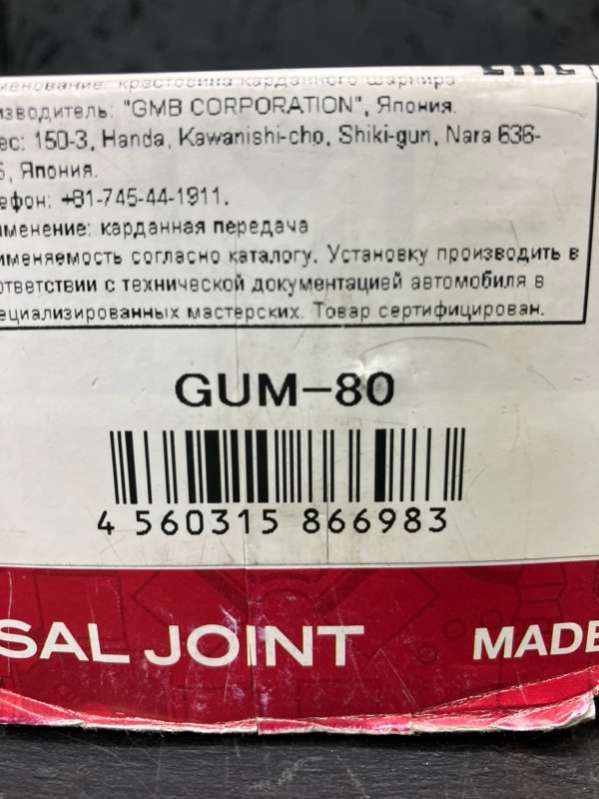 именование: крестовина карданного шарнира
изводитель: "GMB CORPORATION", Япония.
ес: 150-3, Handa, Kawanishi-cho, Shiki-gun, Nara 636-
, Япония.
ефон: +81-745-44-1911.
именение: карданная передача
именяемость согласно каталогу. Установку производить в
ответствии с технической документацией автомобиля в
ециализированных мастерских. Товар сертифицирован.
GUM-80
4 560315 866983
SAL JOINT MADE